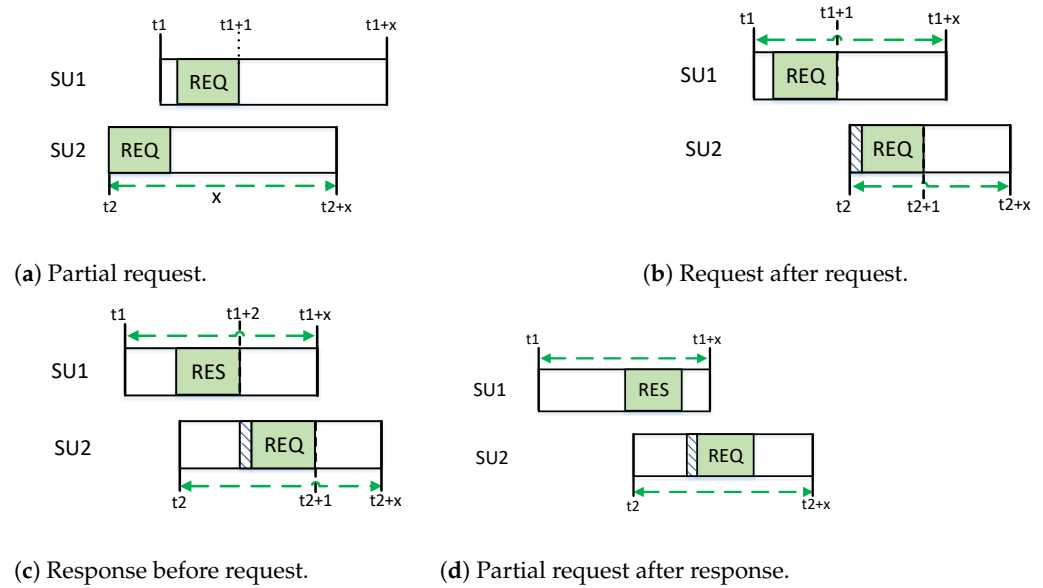 t1 t1+1 t1+x
SU1 REQ
SU2 REQ
x
t2 t2+x
(a) Partial request.
t1 t1+1 t1+x
SU1 REQ
SU2 REQ
t2 t2+1 t2+x
(b) Request after request.
t1 t1+2 t1+x
SU1 RES
SU2 REQ
t2 t2+1 t2+x
(c) Response before request.
t1 t1+x
SU1 RES
SU2 REQ
t2 t2+x
(d) Partial request after response.